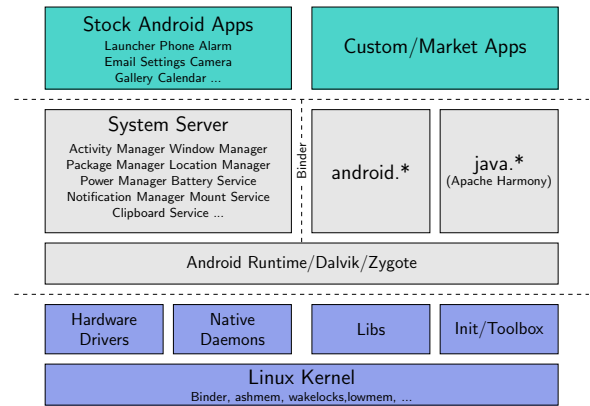 Stock Android Apps
Launcher Phone Alarm
Email Settings Camera
Gallery Calendar ...
Custom/Market Apps
System Server
Activity Manager Window Manager
Package Manager Location Manager
Power Manager Battery Service
Notification Manager Mount Service
Clipboard Service ...
Binder
android.*
java.*
(Apache Harmony)
Android Runtime/Dalvik/Zygote
Hardware
Drivers
Native
Daemons
Libs
Init/Toolbox
Linux Kernel
Binder, ashmem, wakelocks,lowmem, ...